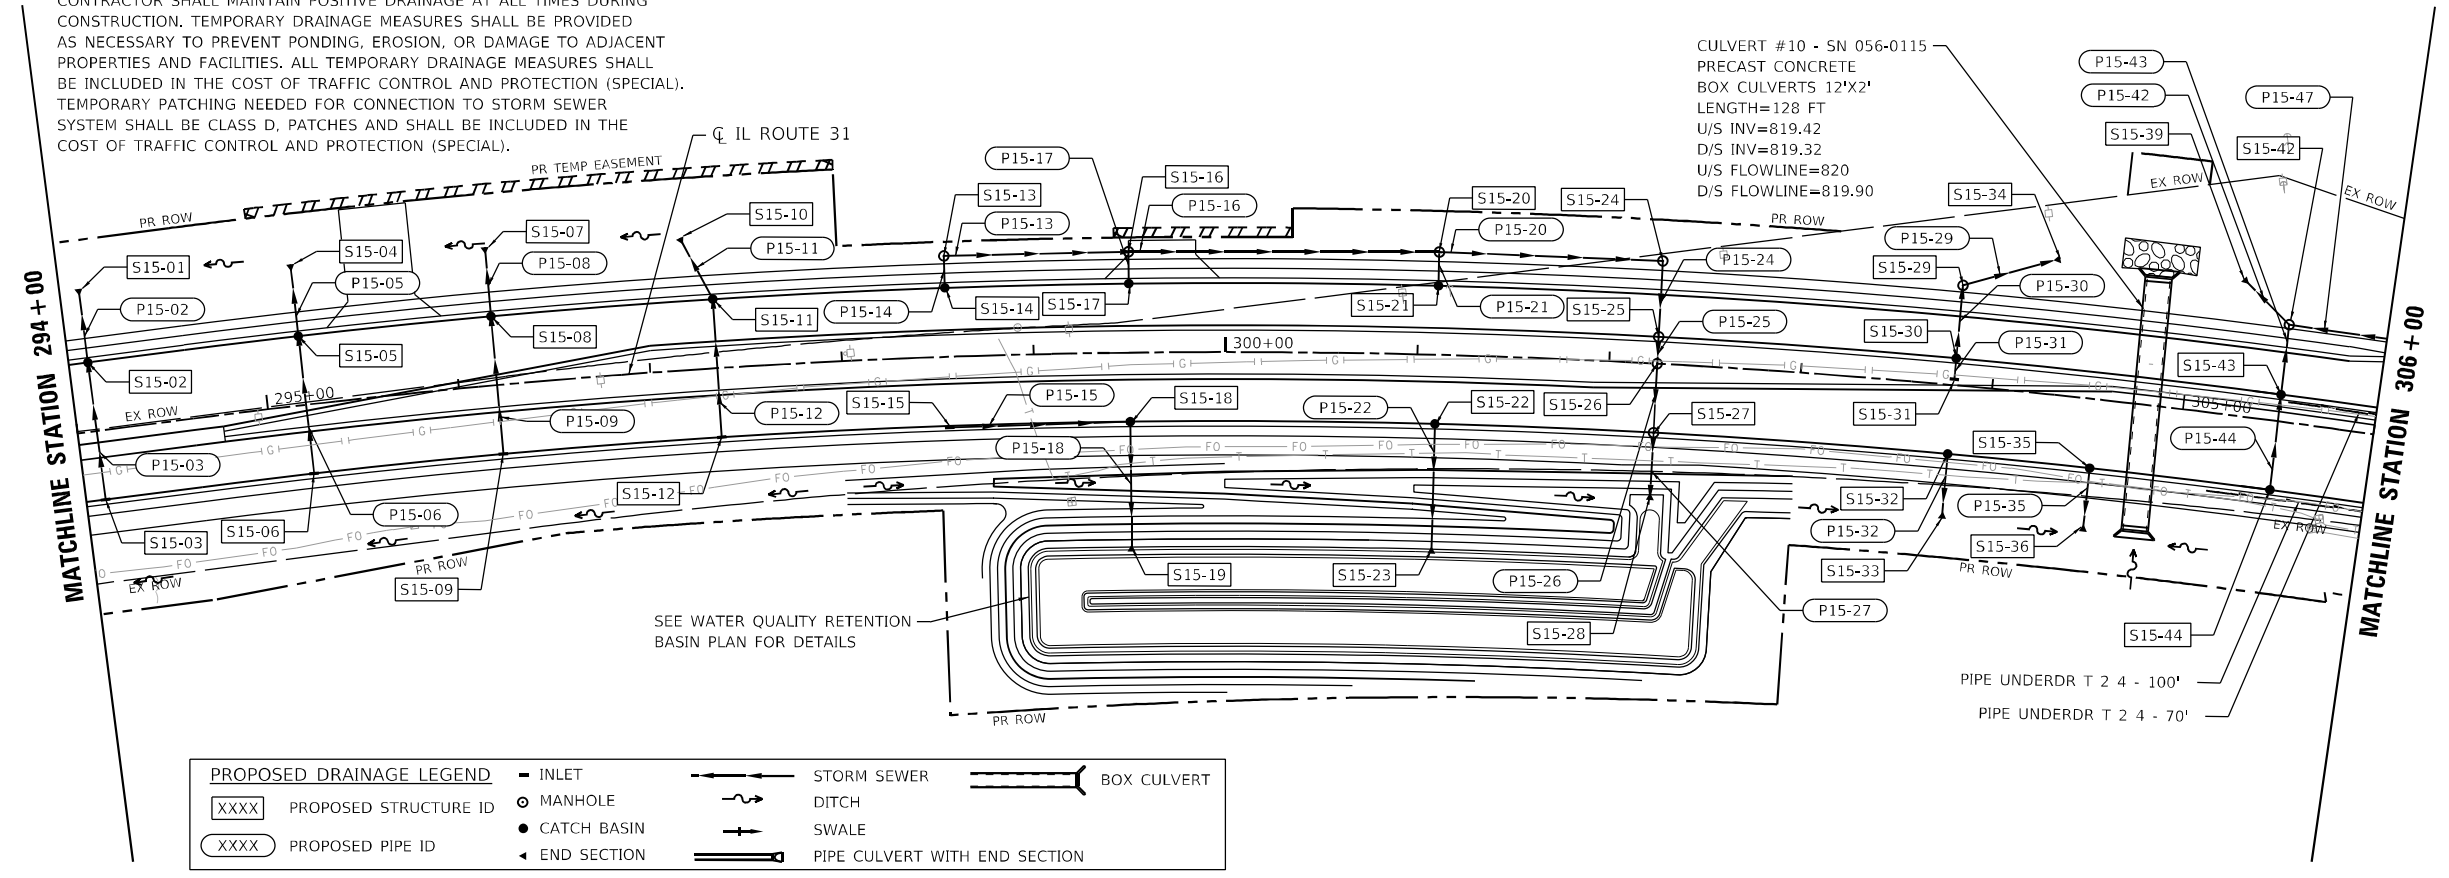 CONTRACTOR SHALL MAINTAIN POSITIVE DRAINAGE AT ALL TIMES DURING
CONSTRUCTION. TEMPORARY DRAINAGE MEASURES SHALL BE PROVIDED
AS NECESSARY TO PREVENT PONDING, EROSION, OR DAMAGE TO ADJACENT
PROPERTIES AND FACILITIES. ALL TEMPORARY DRAINAGE MEASURES SHALL
BE INCLUDED IN THE COST OF TRAFFIC CONTROL AND PROTECTION (SPECIAL).
TEMPORARY PATCHING NEEDED FOR CONNECTION TO STORM SEWER
SYSTEM SHALL BE CLASS D, PATCHES AND SHALL BE INCLUDED IN THE
COST OF TRAFFIC CONTROL AND PROTECTION (SPECIAL).
℄ IL ROUTE 31
CULVERT #10 - SN 056-0115
PRECAST CONCRETE
BOX CULVERTS 12'X2'
LENGTH=128 FT
U/S INV=819.42
D/S INV=819.32
U/S FLOWLINE=820
D/S FLOWLINE=819.90
P15-43
P15-42
P15-47
S15-39
S15-42
EX ROW
EX ROW
PR TEMP EASEMENT
PR ROW
S15-01
S15-04
S15-07
S15-10
S15-13
P15-13
P15-17
S15-16
P15-16
S15-20
P15-20
S15-24
P15-24
PR ROW
S15-34
P15-29
S15-29
P15-30
P15-02
P15-05
P15-08
P15-11
P15-14
S15-14
S15-17
S15-21
P15-21
S15-25
P15-25
S15-30
P15-31
S15-43
S15-02
S15-05
S15-08
S15-11
295+00
300+00
305+00
EX ROW
P15-03
P15-09
P15-12
S15-15
P15-15
S15-18
P15-18
P15-22
S15-22
S15-26
S15-27
S15-31
S15-35
P15-44
G
G
G
G
G
G
G
G
G
G
G
G
G
FO
FO
FO
FO
FO
FO
FO
FO
FO
FO
FO
FO
FO
FO
T
T
T
T
T
T
T
S15-03
S15-06
P15-06
S15-12
S15-09
PR ROW
EX ROW
S15-19
S15-23
P15-26
S15-28
P15-27
S15-32
P15-32
S15-33
P15-35
S15-36
PR ROW
EX ROW
S15-44
SEE WATER QUALITY RETENTION
BASIN PLAN FOR DETAILS
PR ROW
PIPE UNDERDR T 2 4 - 100'
PIPE UNDERDR T 2 4 - 70'
MATCHLINE STATION 294+00
MATCHLINE STATION 306+00
PROPOSED DRAINAGE LEGEND
XXXX PROPOSED STRUCTURE ID
XXXX PROPOSED PIPE ID
INLET
MANHOLE
CATCH BASIN
END SECTION
STORM SEWER
DITCH
SWALE
PIPE CULVERT WITH END SECTION
BOX CULVERT